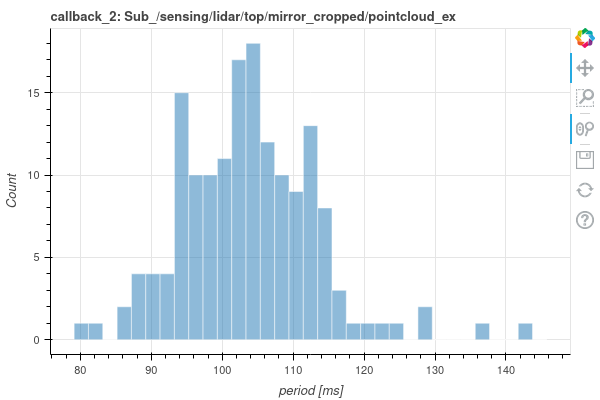 callback_2: Sub_/sensing/lidar/top/mirror_cropped/pointcloud_ex
15
10
5
0
Count
80 90 100 110 120 130 140
period [ms]